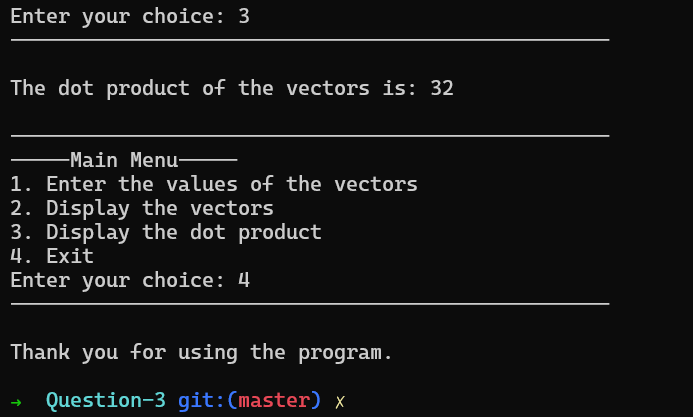 Enter your choice: 3
--------------------------------------------------
The dot product of the vectors is: 32
--------------------------------------------------
-----Main Menu-----
1. Enter the values of the vectors
2. Display the vectors
3. Display the dot product
4. Exit
Enter your choice: 4
--------------------------------------------------
Thank you for using the program.
→ Question-3 git:(master) ✗